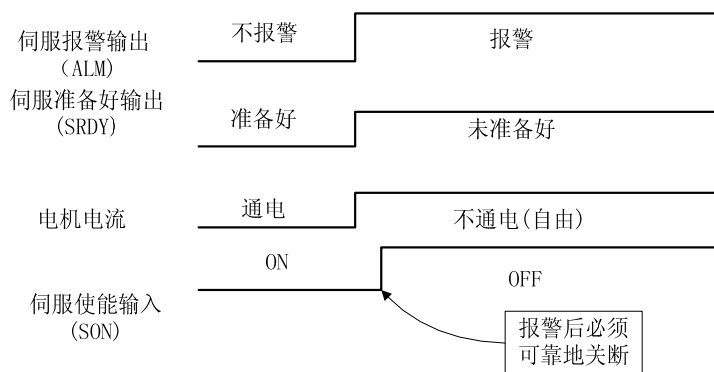 伺服报警输出
（ALM）
不报警
报警
伺服准备好输出
(SRDY)
准备好
未准备好
电机电流
通电
不通电(自由)
伺服使能输入
(SON)
ON
OFF
报警后必须
可靠地关断